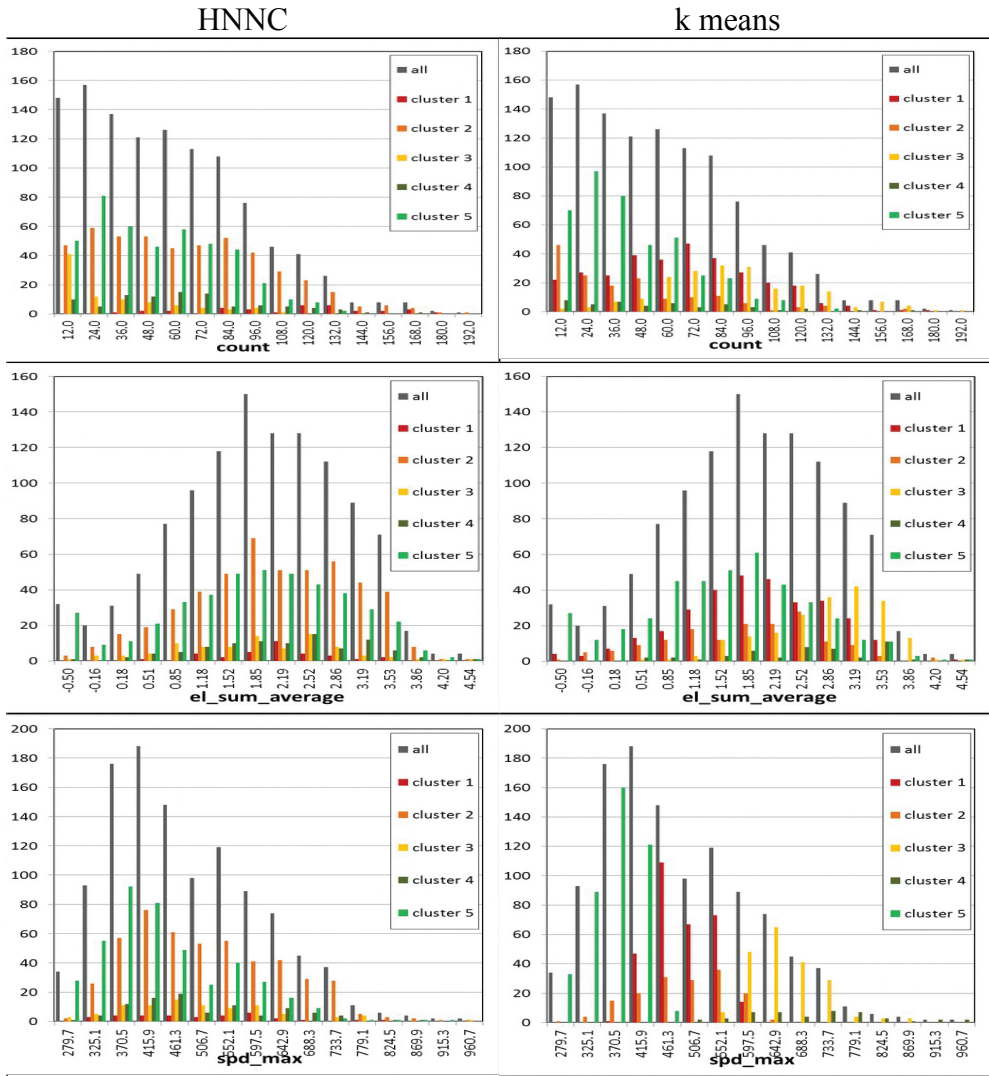 HNNC k means
180
160
140
120
100
80
60
40
20
0
all
cluster 1
cluster 2
cluster 3
cluster 4
cluster 5
12.0 24.0 36.0 48.0 60.0 72.0 84.0 96.0 108.0 120.0 132.0 144.0 156.0 168.0 180.0 192.0
count
180
160
140
120
100
80
60
40
20
0
all
cluster 1
cluster 2
cluster 3
cluster 4
cluster 5
12.0 24.0 36.0 48.0 60.0 72.0 84.0 96.0 108.0 120.0 132.0 144.0 156.0 168.0 180.0 192.0
count
160
140
120
100
80
60
40
20
0
all
cluster 1
cluster 2
cluster 3
cluster 4
cluster 5
-0.50 -0.16 0.18 0.51 0.85 1.18 1.52 1.85 2.19 2.52 2.86 3.19 3.53 3.86 4.20 4.54
el_sum_average
160
140
120
100
80
60
40
20
0
all
cluster 1
cluster 2
cluster 3
cluster 4
cluster 5
-0.50 -0.16 0.18 0.51 0.85 1.18 1.52 1.85 2.19 2.52 2.86 3.19 3.53 3.86 4.20 4.54
el_sum_average
200
180
160
140
120
100
80
60
40
20
0
all
cluster 1
cluster 2
cluster 3
cluster 4
cluster 5
279.7 325.1 370.5 415.9 461.3 506.7 552.1 597.5 642.9 688.3 733.7 779.1 824.5 869.9 915.3 960.7
spd_max
200
180
160
140
120
100
80
60
40
20
0
all
cluster 1
cluster 2
cluster 3
cluster 4
cluster 5
279.7 325.1 370.5 415.9 461.3 506.7 552.1 597.5 642.9 688.3 733.7 779.1 824.5 869.9 915.3 960.7
spd_max